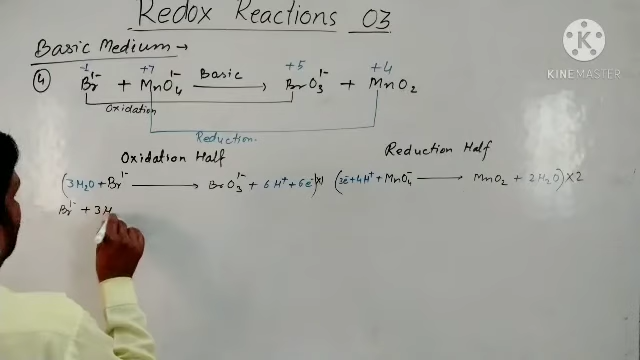 Redox Reactions 03
KINEMASTER
Basic Medium →
-1 +7 +5 +4
④ Br¹⁻ + MnO₄¹⁻ —Basic→ BrO₃¹⁻ + MnO₂
Oxidation
Reduction.
Oxidation Half Reduction Half
(3H₂O + Br¹⁻ → BrO₃¹⁻ + 6H⁺ + 6e⁻)×1 (3e⁻ + 4H⁺ + MnO₄⁻ → MnO₂ + 2H₂O)×2
Br¹⁻ + 3H